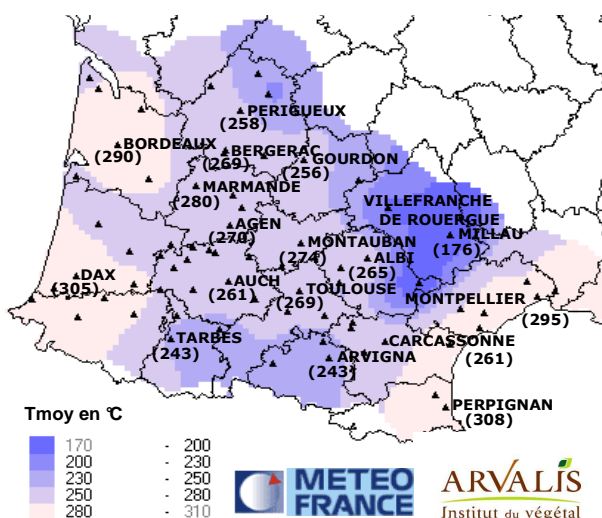 PERIGUEUX
(258)
BORDEAUX
(290)
BERGERAC
(269)
GOURDON
(256)
MARMANDE
(280)
VILLEFRANCHE
DE ROUERGUE
AGEN
(270)
MILLAU
(176)
MONTAUBAN
(274)
ALBI
(265)
DAX
(305)
AUCH
(261)
TOULOUSE
(269)
MONTPELLIER
(295)
TARBES
(243)
ARVIGNA
(243)
CARCASSONNE
(261)
PERPIGNAN
(308)
Tmoy en °C
170 - 200
200 - 230
230 - 250
250 - 280
280 - 310
METEO
FRANCE
ARVALIS
Institut du végétal